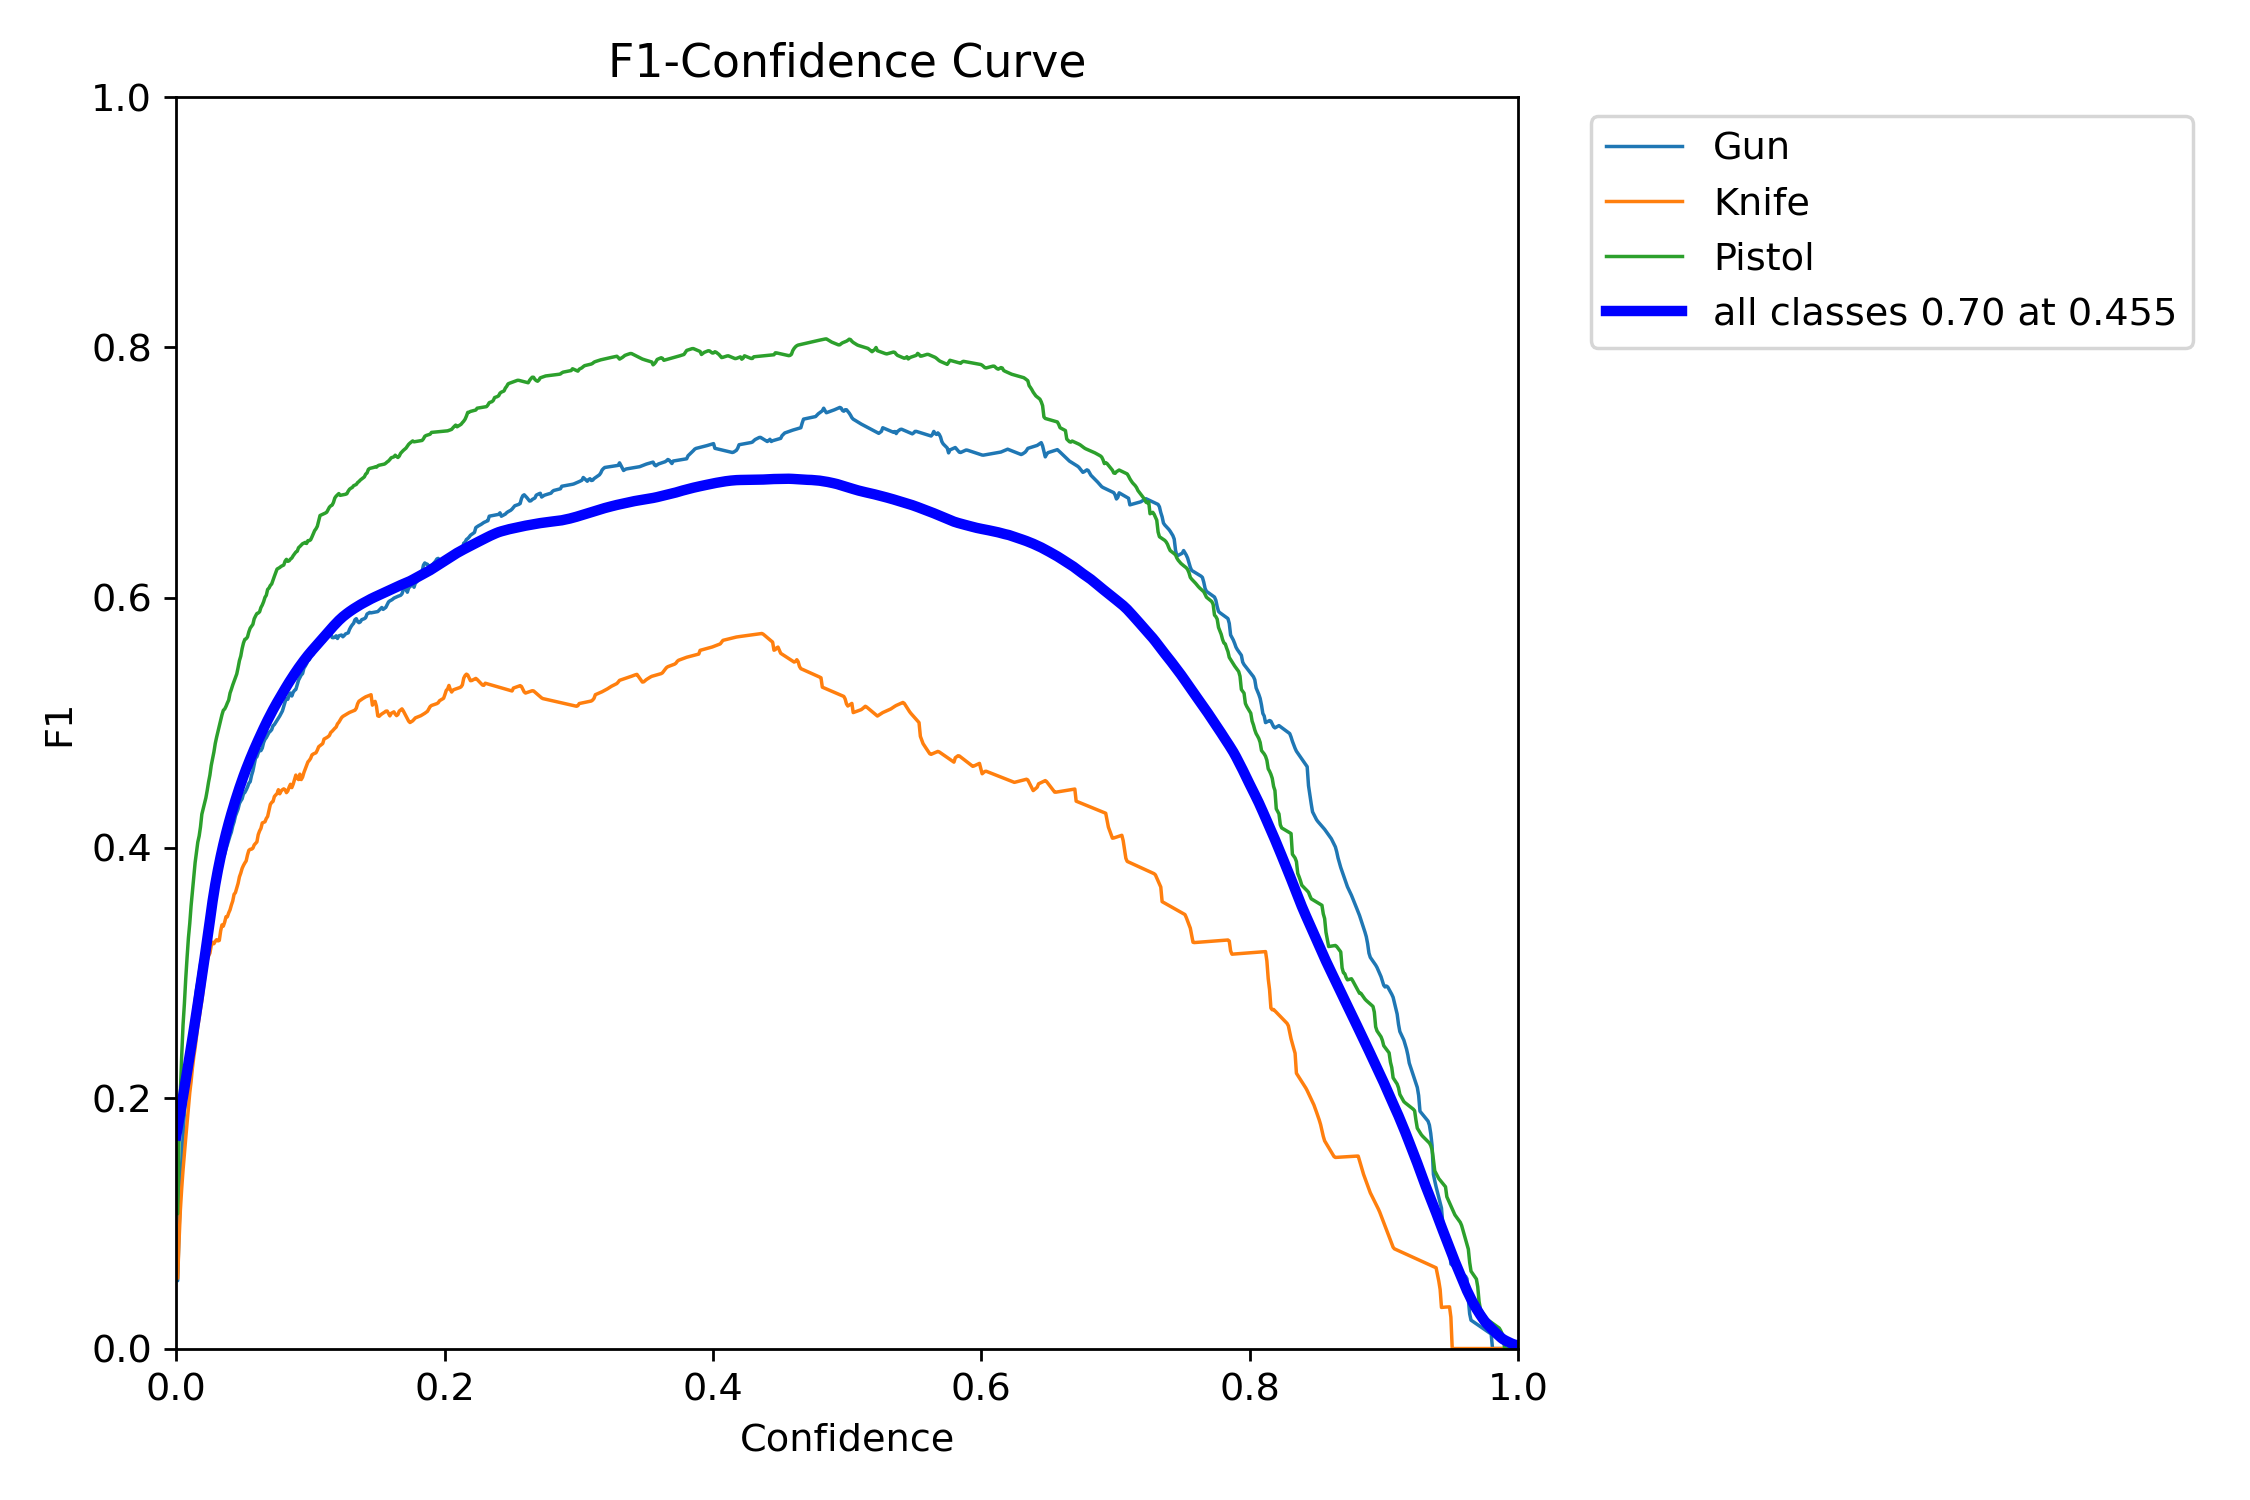 F1-Confidence Curve
1.0
0.8
0.6
0.4
0.2
0.0
F1
0.0 0.2 0.4 0.6 0.8 1.0
Confidence
Gun
Knife
Pistol
all classes 0.70 at 0.455